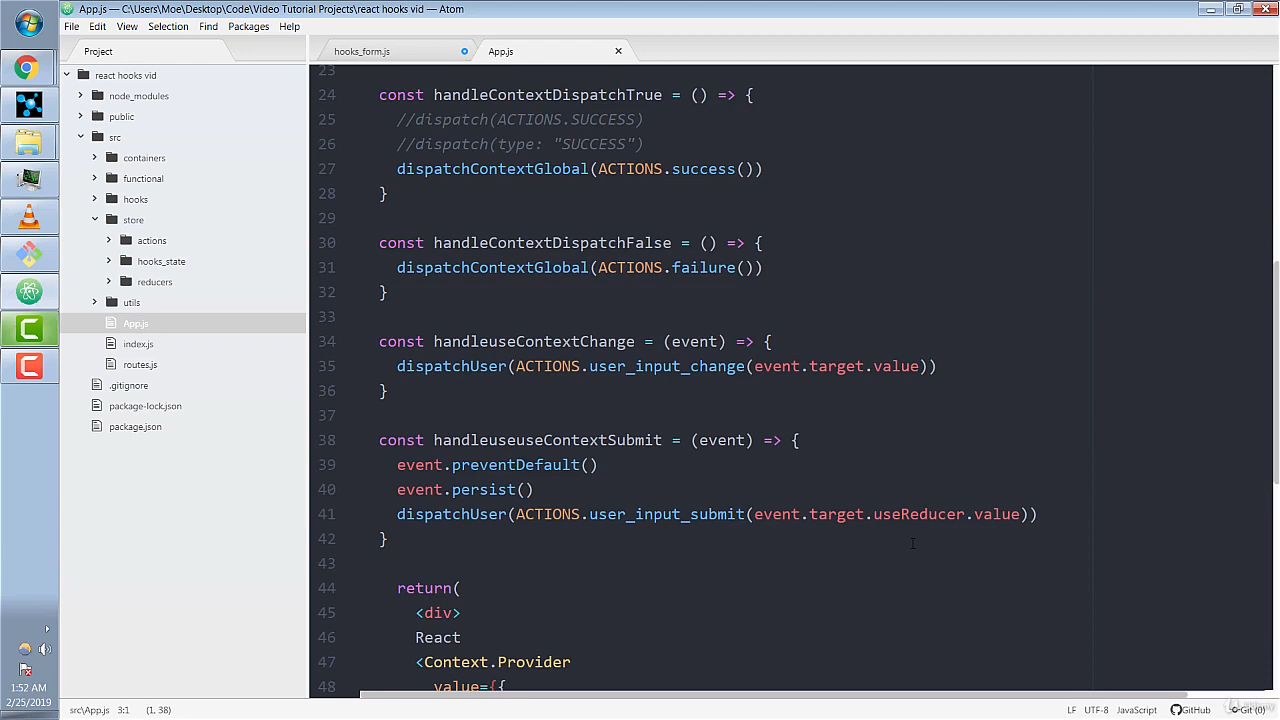 App.js — C:\Users\Moe\Desktop\Code\Video Tutorial Projects\react hooks vid — Atom
File Edit View Selection Find Packages Help
Project
hooks_form.js
App.js
react hooks vid
node_modules
public
src
containers
functional
hooks
store
actions
hooks_state
reducers
utils
App.js
index.js
routes.js
.gitignore
package-lock.json
package.json
23
24 const handleContextDispatchTrue = () => {
25 //dispatch(ACTIONS.SUCCESS)
26 //dispatch(type: "SUCCESS")
27 dispatchContextGlobal(ACTIONS.success())
28 }
29
30 const handleContextDispatchFalse = () => {
31 dispatchContextGlobal(ACTIONS.failure())
32 }
33
34 const handleuseContextChange = (event) => {
35 dispatchUser(ACTIONS.user_input_change(event.target.value))
36 }
37
38 const handleuseuseContextSubmit = (event) => {
39 event.preventDefault()
40 event.persist()
41 dispatchUser(ACTIONS.user_input_submit(event.target.useReducer.value))
42 }
43
44 return(
45 <div>
46 React
47 <Context.Provider
48 value={{
1:52 AM
2/25/2019
src\App.js 3:1 (1, 38)
LF UTF-8 JavaScript GitHub Git (0)